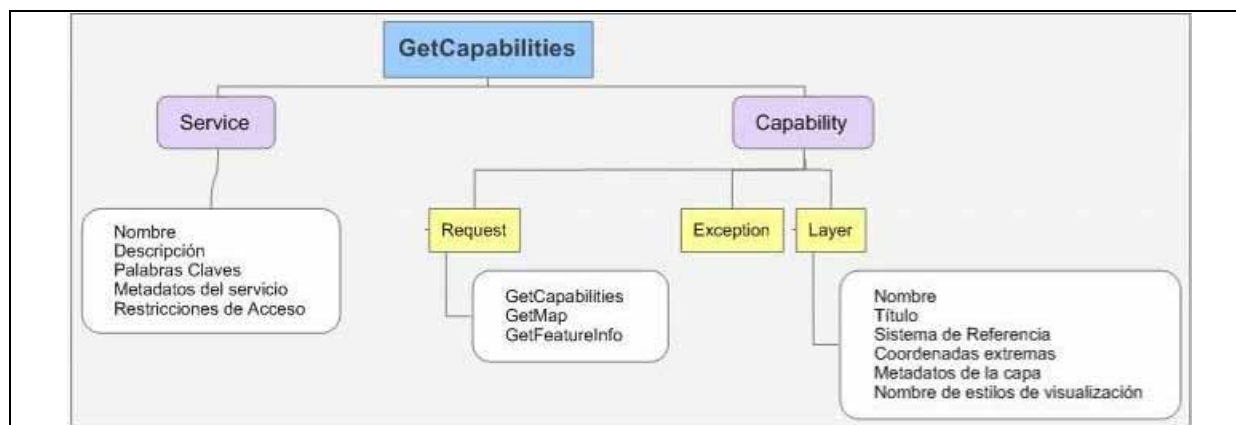 GetCapabilities
Service
Capability
Nombre
Descripción
Palabras Claves
Metadatos del servicio
Restricciones de Acceso
Request
Exception
Layer
GetCapabilities
GetMap
GetFeatureInfo
Nombre
Título
Sistema de Referencia
Coordenadas extremas
Metadatos de la capa
Nombre de estilos de visualización